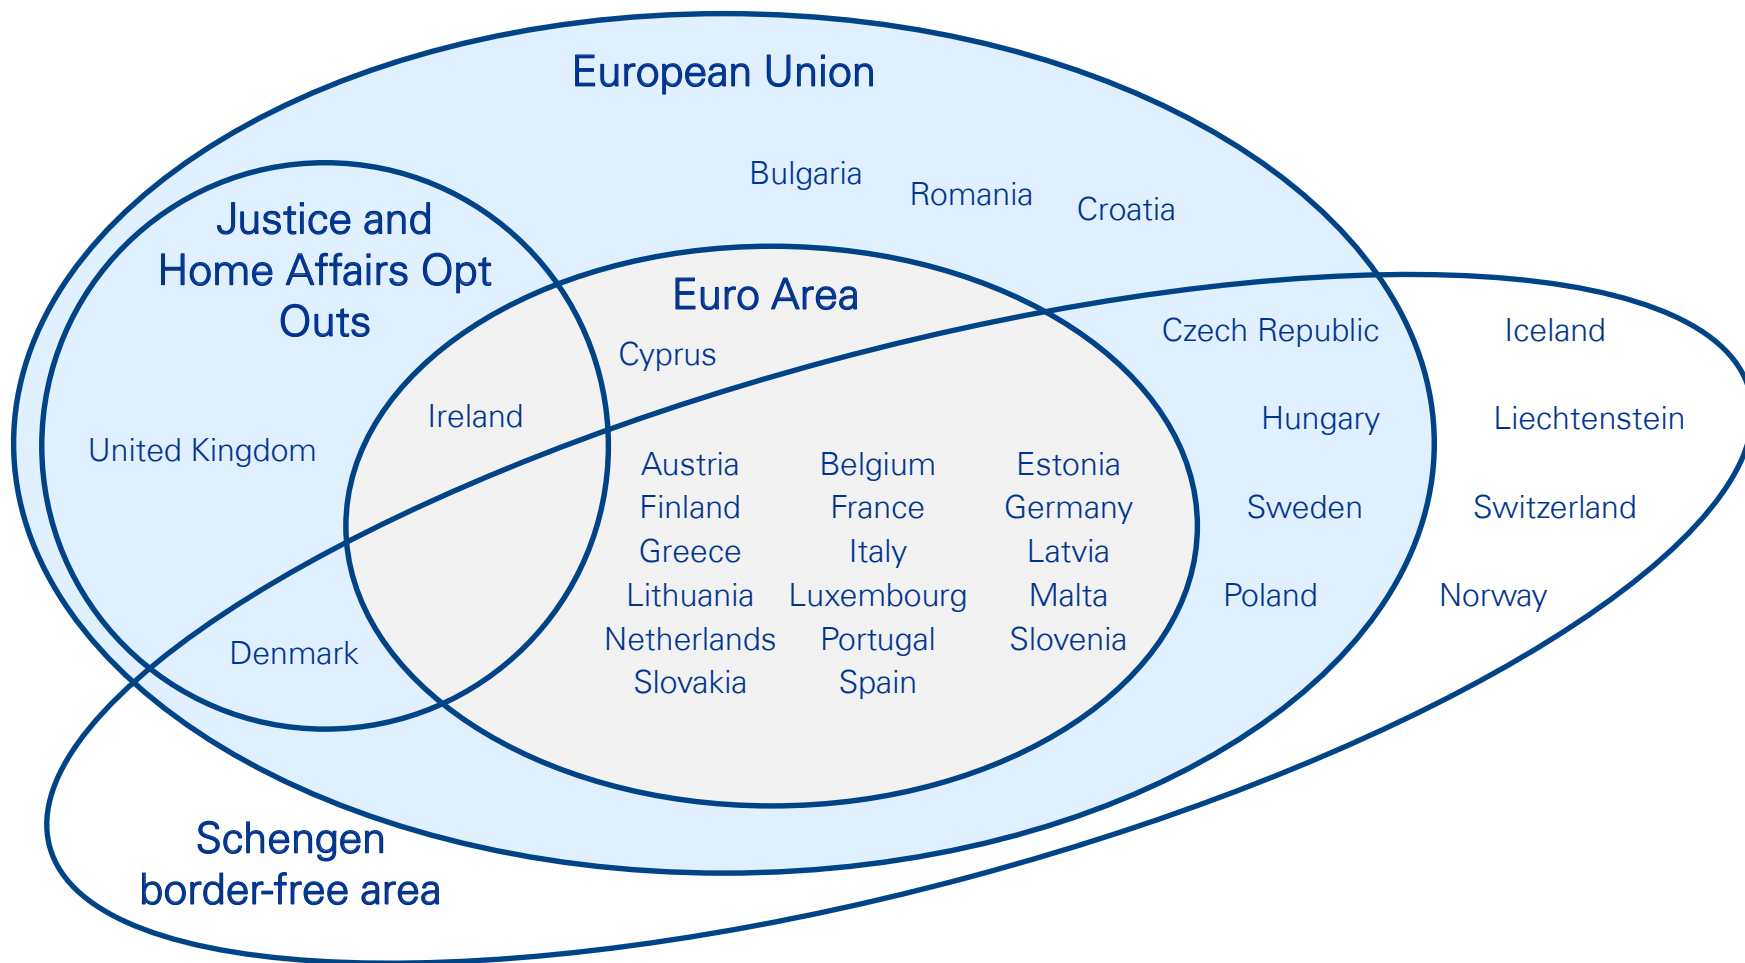 European Union
Bulgaria
Romania
Croatia
Justice and
Home Affairs Opt
Outs
Euro Area
Cyprus
Czech Republic
Iceland
Ireland
Hungary
Liechtenstein
United Kingdom
Austria Belgium Estonia
Finland France Germany
Sweden
Switzerland
Greece Italy Latvia
Lithuania Luxembourg Malta
Poland
Norway
Netherlands Portugal Slovenia
Denmark
Slovakia Spain
Schengen
border-free area